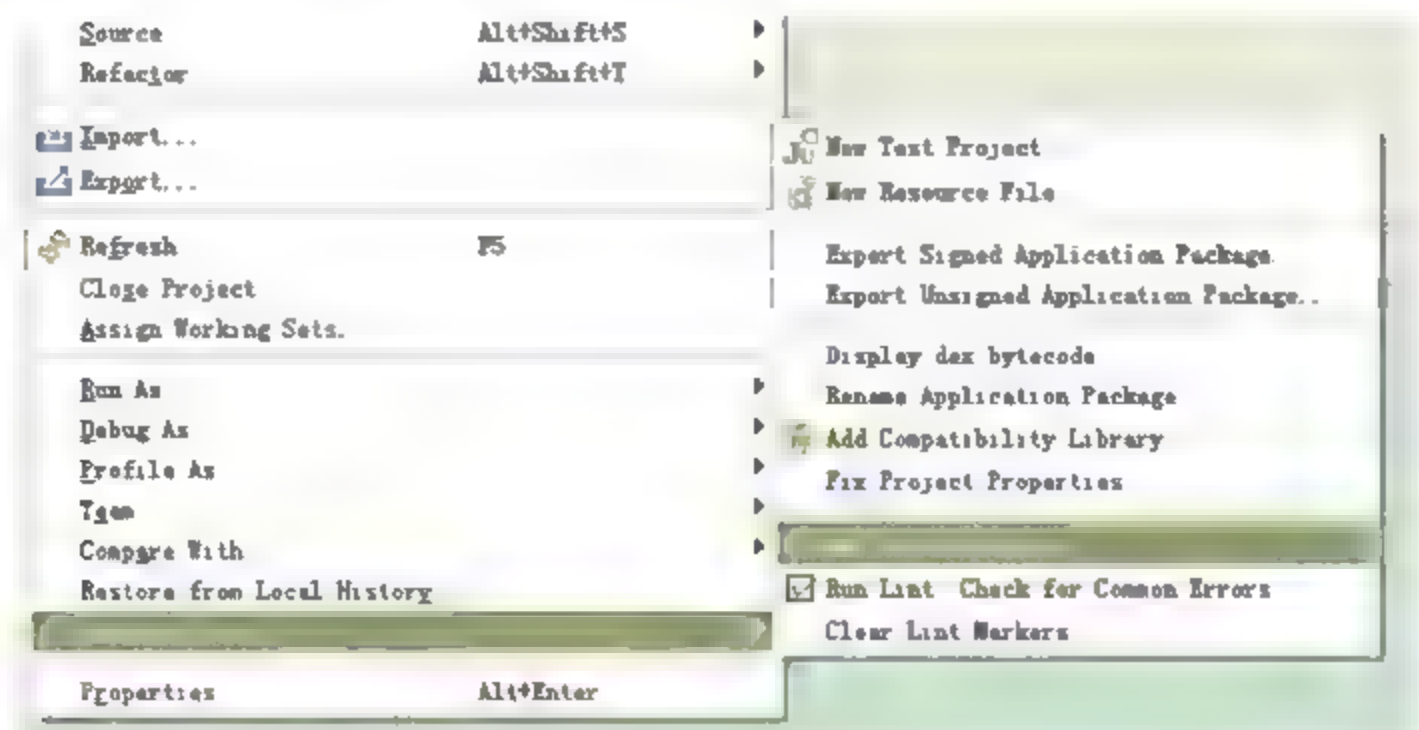 Source Alt+Shift+S
Refactor Alt+Shift+T
Import...
Export...
Refresh F5
Close Project
Assign Working Sets.
Run As
Debug As
Profile As
Team
Compare With
Restore from Local History
Properties Alt+Enter
New Test Project
New Resource File
Export Signed Application Package
Export Unsigned Application Package..
Display dex bytecode
Rename Application Package
Add Compatibility Library
Fix Project Properties
Run Lint Check for Common Errors
Clear Lint Markers